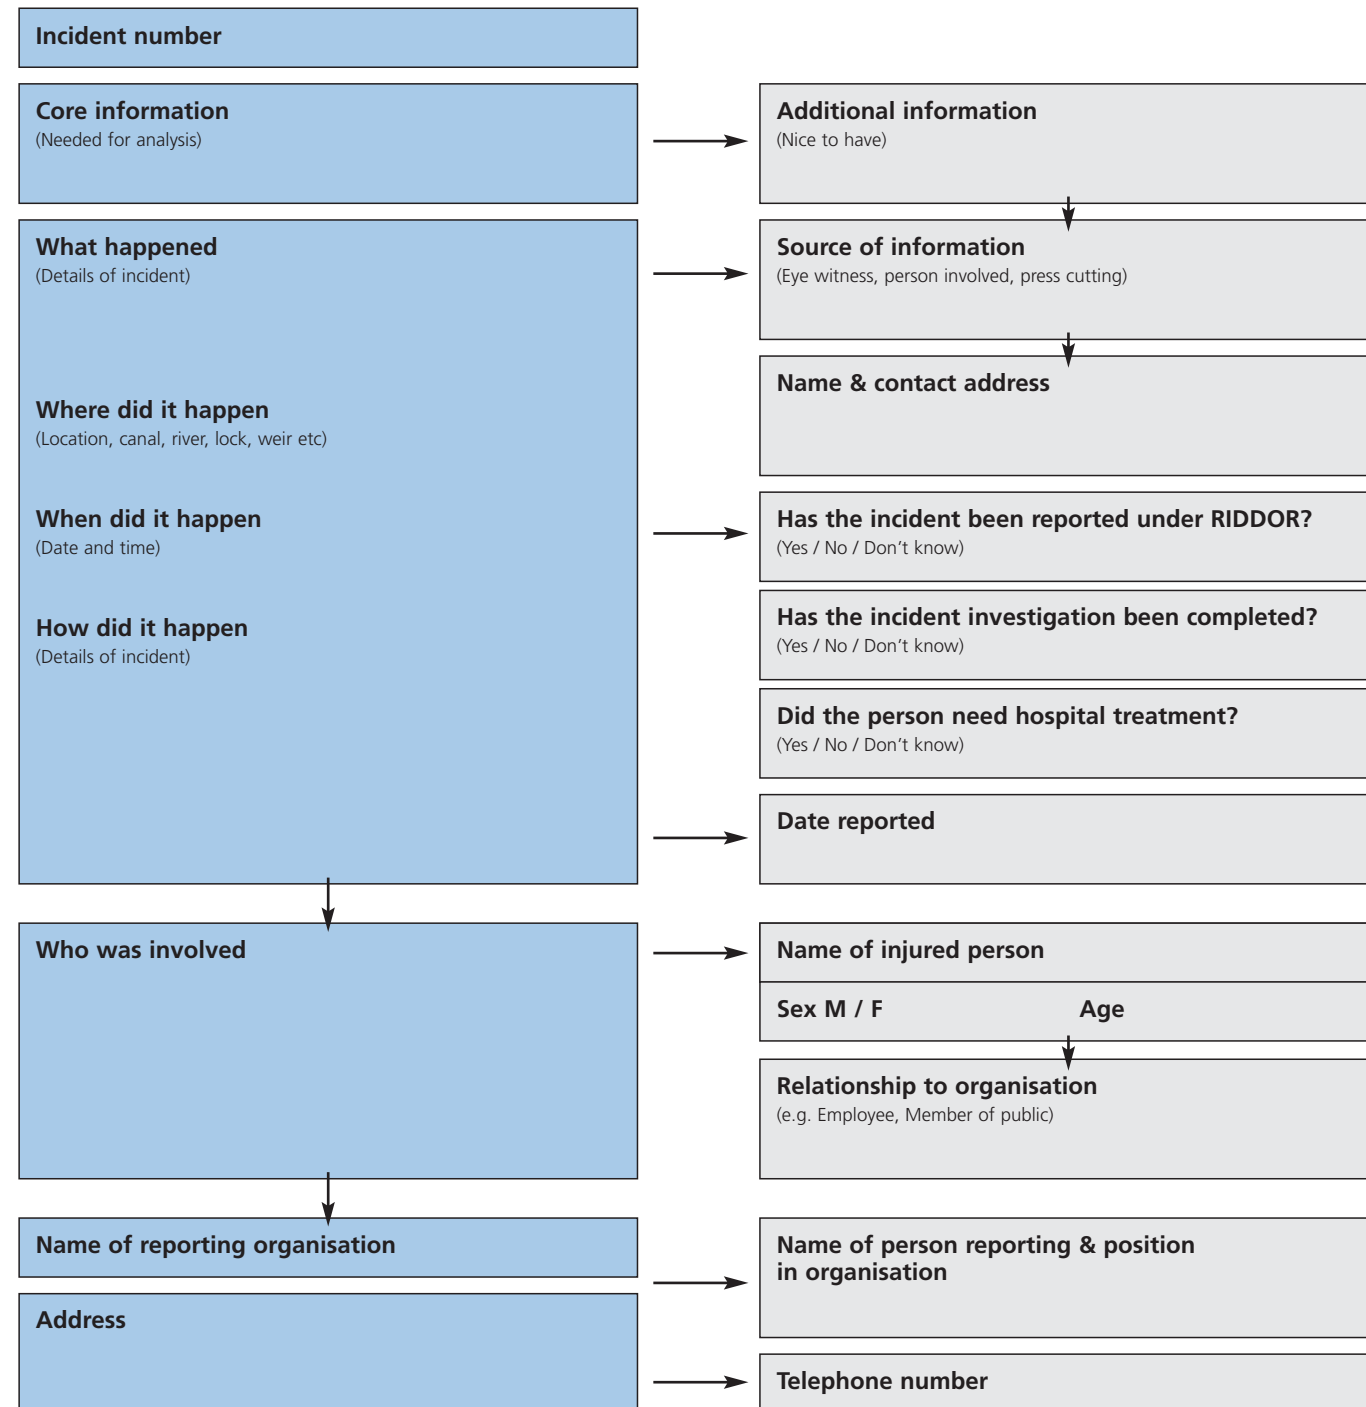 Incident number
Core information
(Needed for analysis)
Additional information
(Nice to have)
What happened
(Details of incident)
Source of information
(Eye witness, person involved, press cutting)
Name & contact address
Where did it happen
(Location, canal, river, lock, weir etc)
When did it happen
(Date and time)
Has the incident been reported under RIDDOR?
(Yes / No / Don’t know)
How did it happen
(Details of incident)
Has the incident investigation been completed?
(Yes / No / Don’t know)
Did the person need hospital treatment?
(Yes / No / Don’t know)
Date reported
Who was involved
Name of injured person
Sex M / F Age
Relationship to organisation
(e.g. Employee, Member of public)
Name of reporting organisation
Name of person reporting & position
in organisation
Address
Telephone number